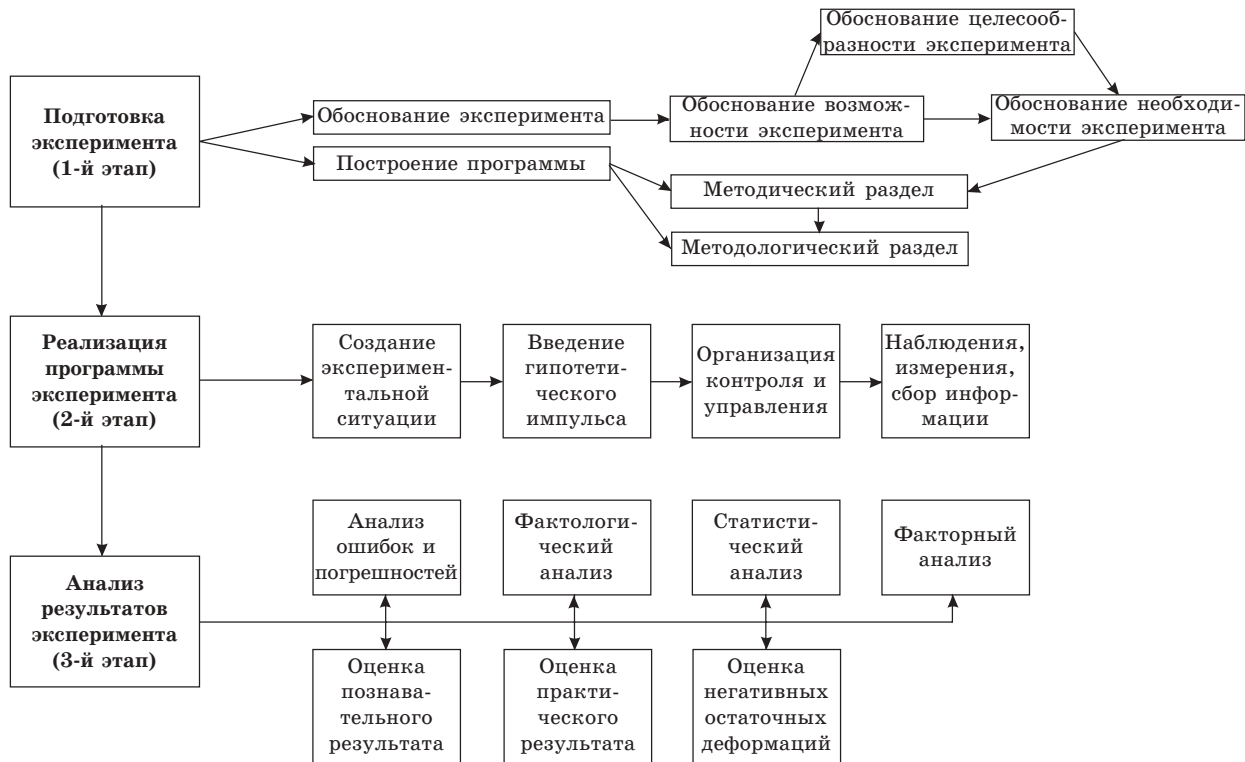 Обоснование целесооб-
разности эксперимента
Подготовка
эксперимента
(1-й этап)
Обоснование эксперимента
Обоснование возмож-
ности эксперимента
Обоснование необходи-
мости эксперимента
Построение программы
Методический раздел
Методологический раздел
Реализация
программы
эксперимента
(2-й этап)
Создание
эксперимен-
тальной
ситуации
Введение
гипотети-
ческого
импульса
Организация
контроля и
управления
Наблюдения,
измерения,
сбор инфор-
мации
Анализ
результатов
эксперимента
(3-й этап)
Анализ
ошибок и
погрешностей
Фактологи-
ческий
анализ
Статисти-
ческий
анализ
Факторный
анализ
Оценка
познава-
тельного
результата
Оценка
практи-
ческого
результата
Оценка
негативных
остаточных
деформаций